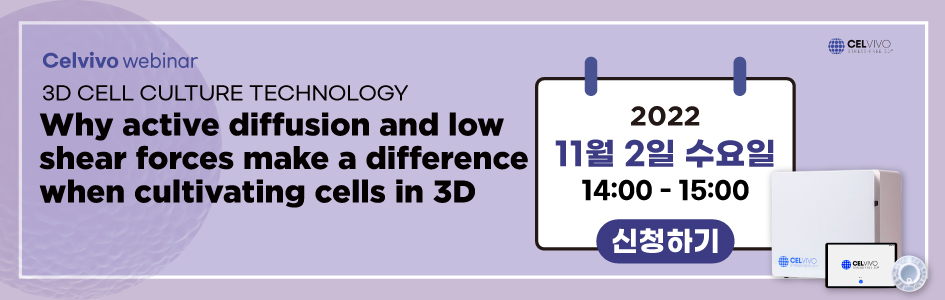 Celvivo webinar
3D CELL CULTURE TECHNOLOGY
Why active diffusion and low
shear forces make a difference
when cultivating cells in 3D
CELVIVO
2022
11월 2일 수요일
14:00 - 15:00
신청하기
CELVIVO
CELVIVO